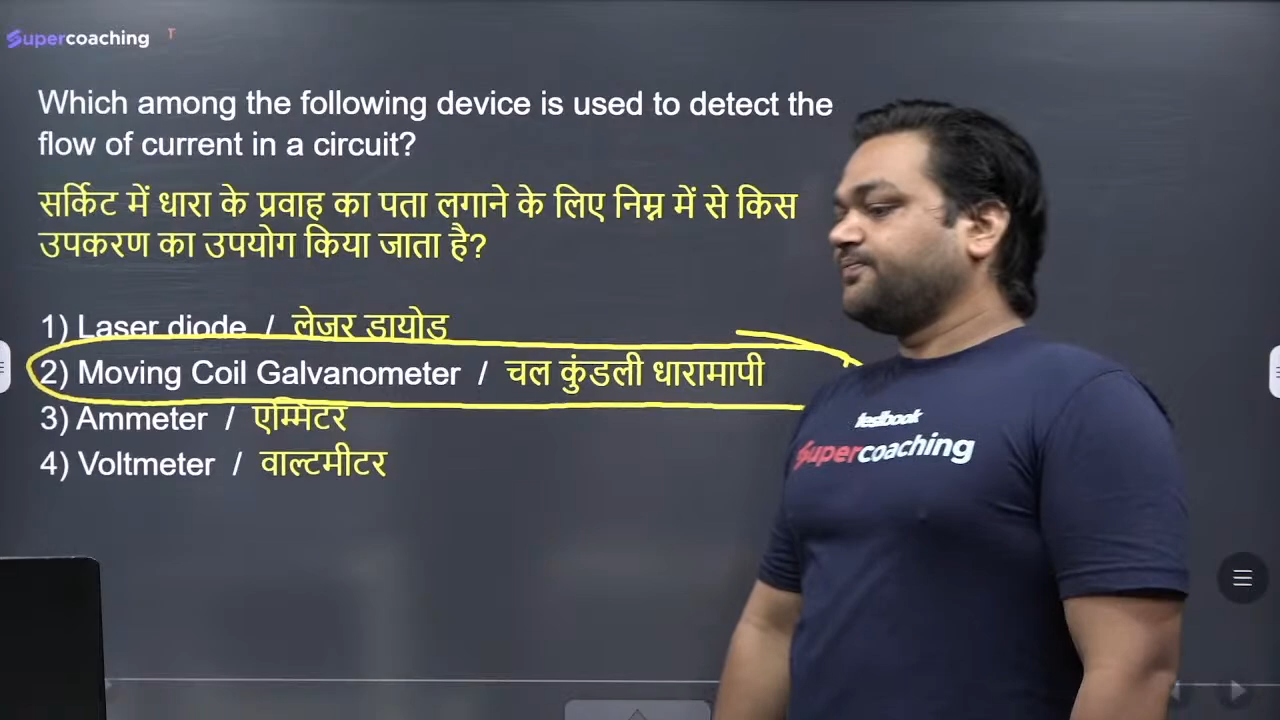 Supercoaching
Which among the following device is used to detect the
flow of current in a circuit?
सर्किट में धारा के प्रवाह का पता लगाने के लिए निम्न में से किस
उपकरण का उपयोग किया जाता है?
1) Laser diode / लेजर डायोड
2) Moving Coil Galvanometer / चल कुंडली धारामापी
3) Ammeter / एम्मिटर
4) Voltmeter / वाल्टमीटर
testbook
Supercoaching